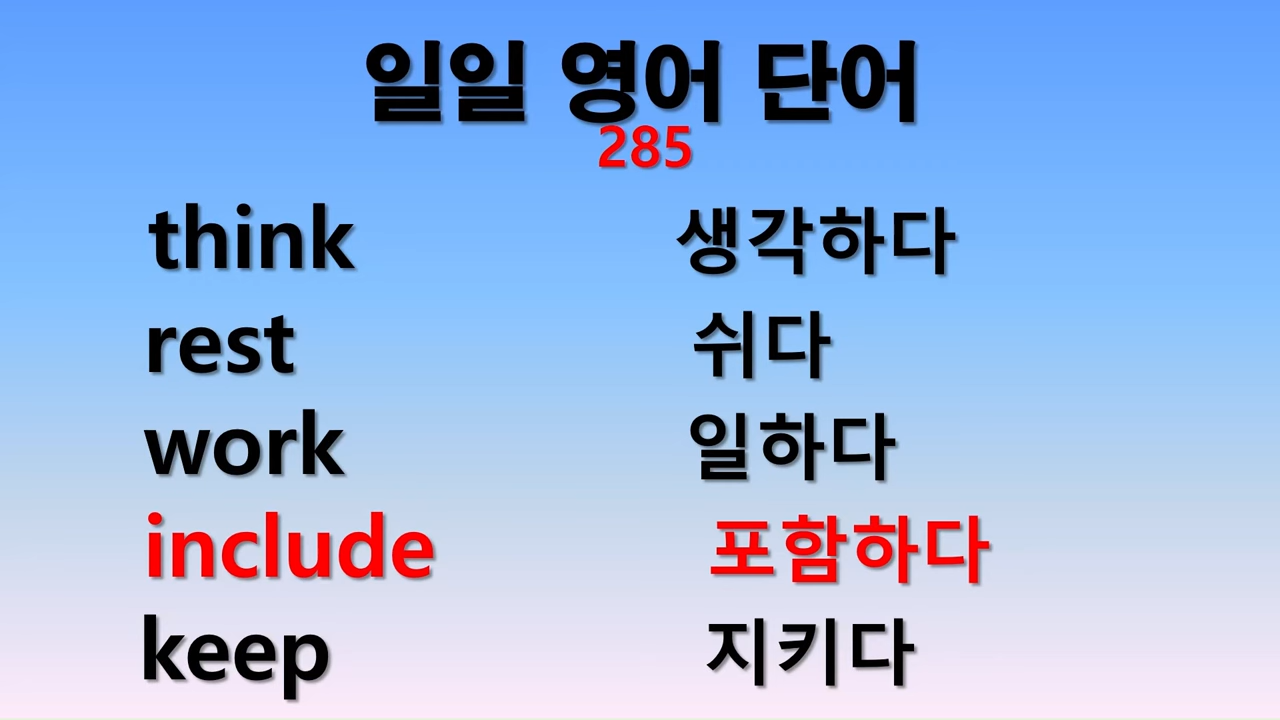 일일 영어 단어
285
think 생각하다
rest 쉬다
work 일하다
include 포함하다
keep 지키다